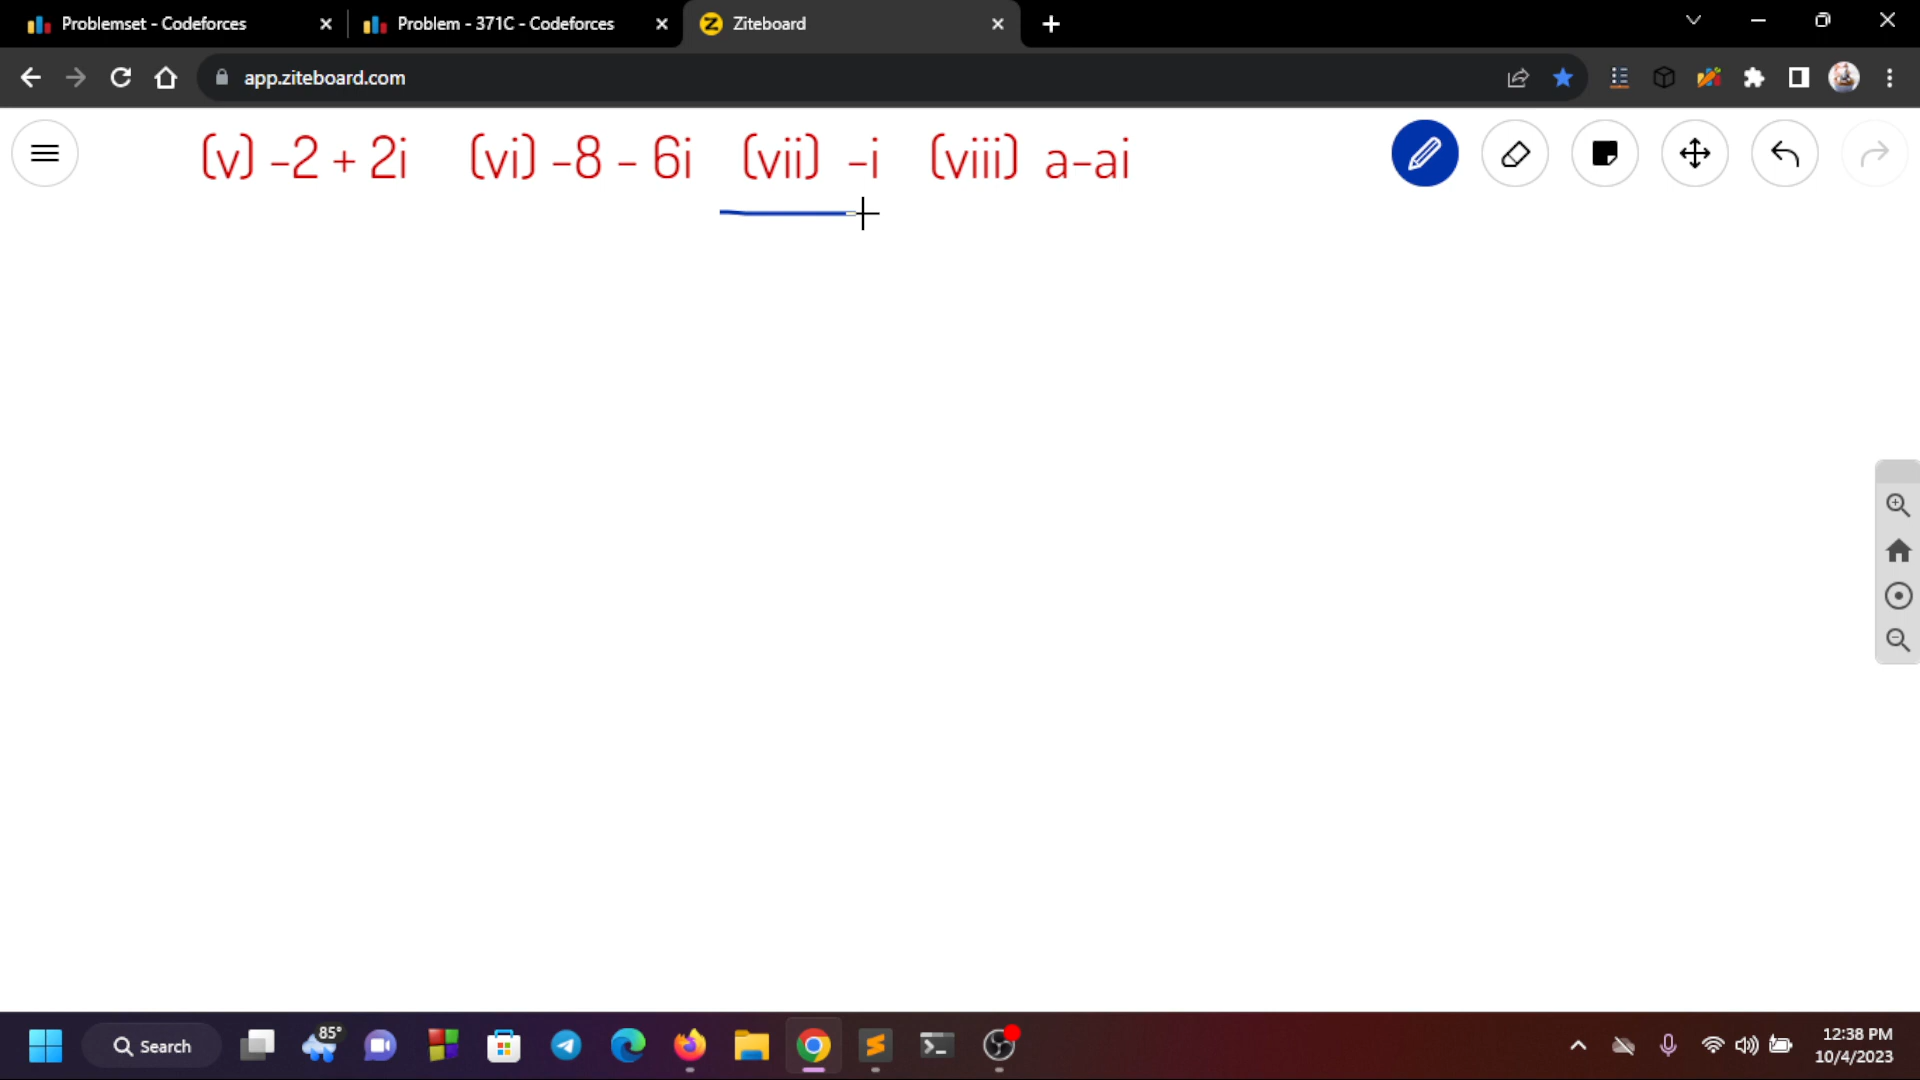 Problemset - Codeforces
Problem - 371C - Codeforces
Ziteboard
app.ziteboard.com
(v) -2 + 2i (vi) -8 - 6i (vii) -i (viii) a-ai
85°
Search
12:38 PM
10/4/2023